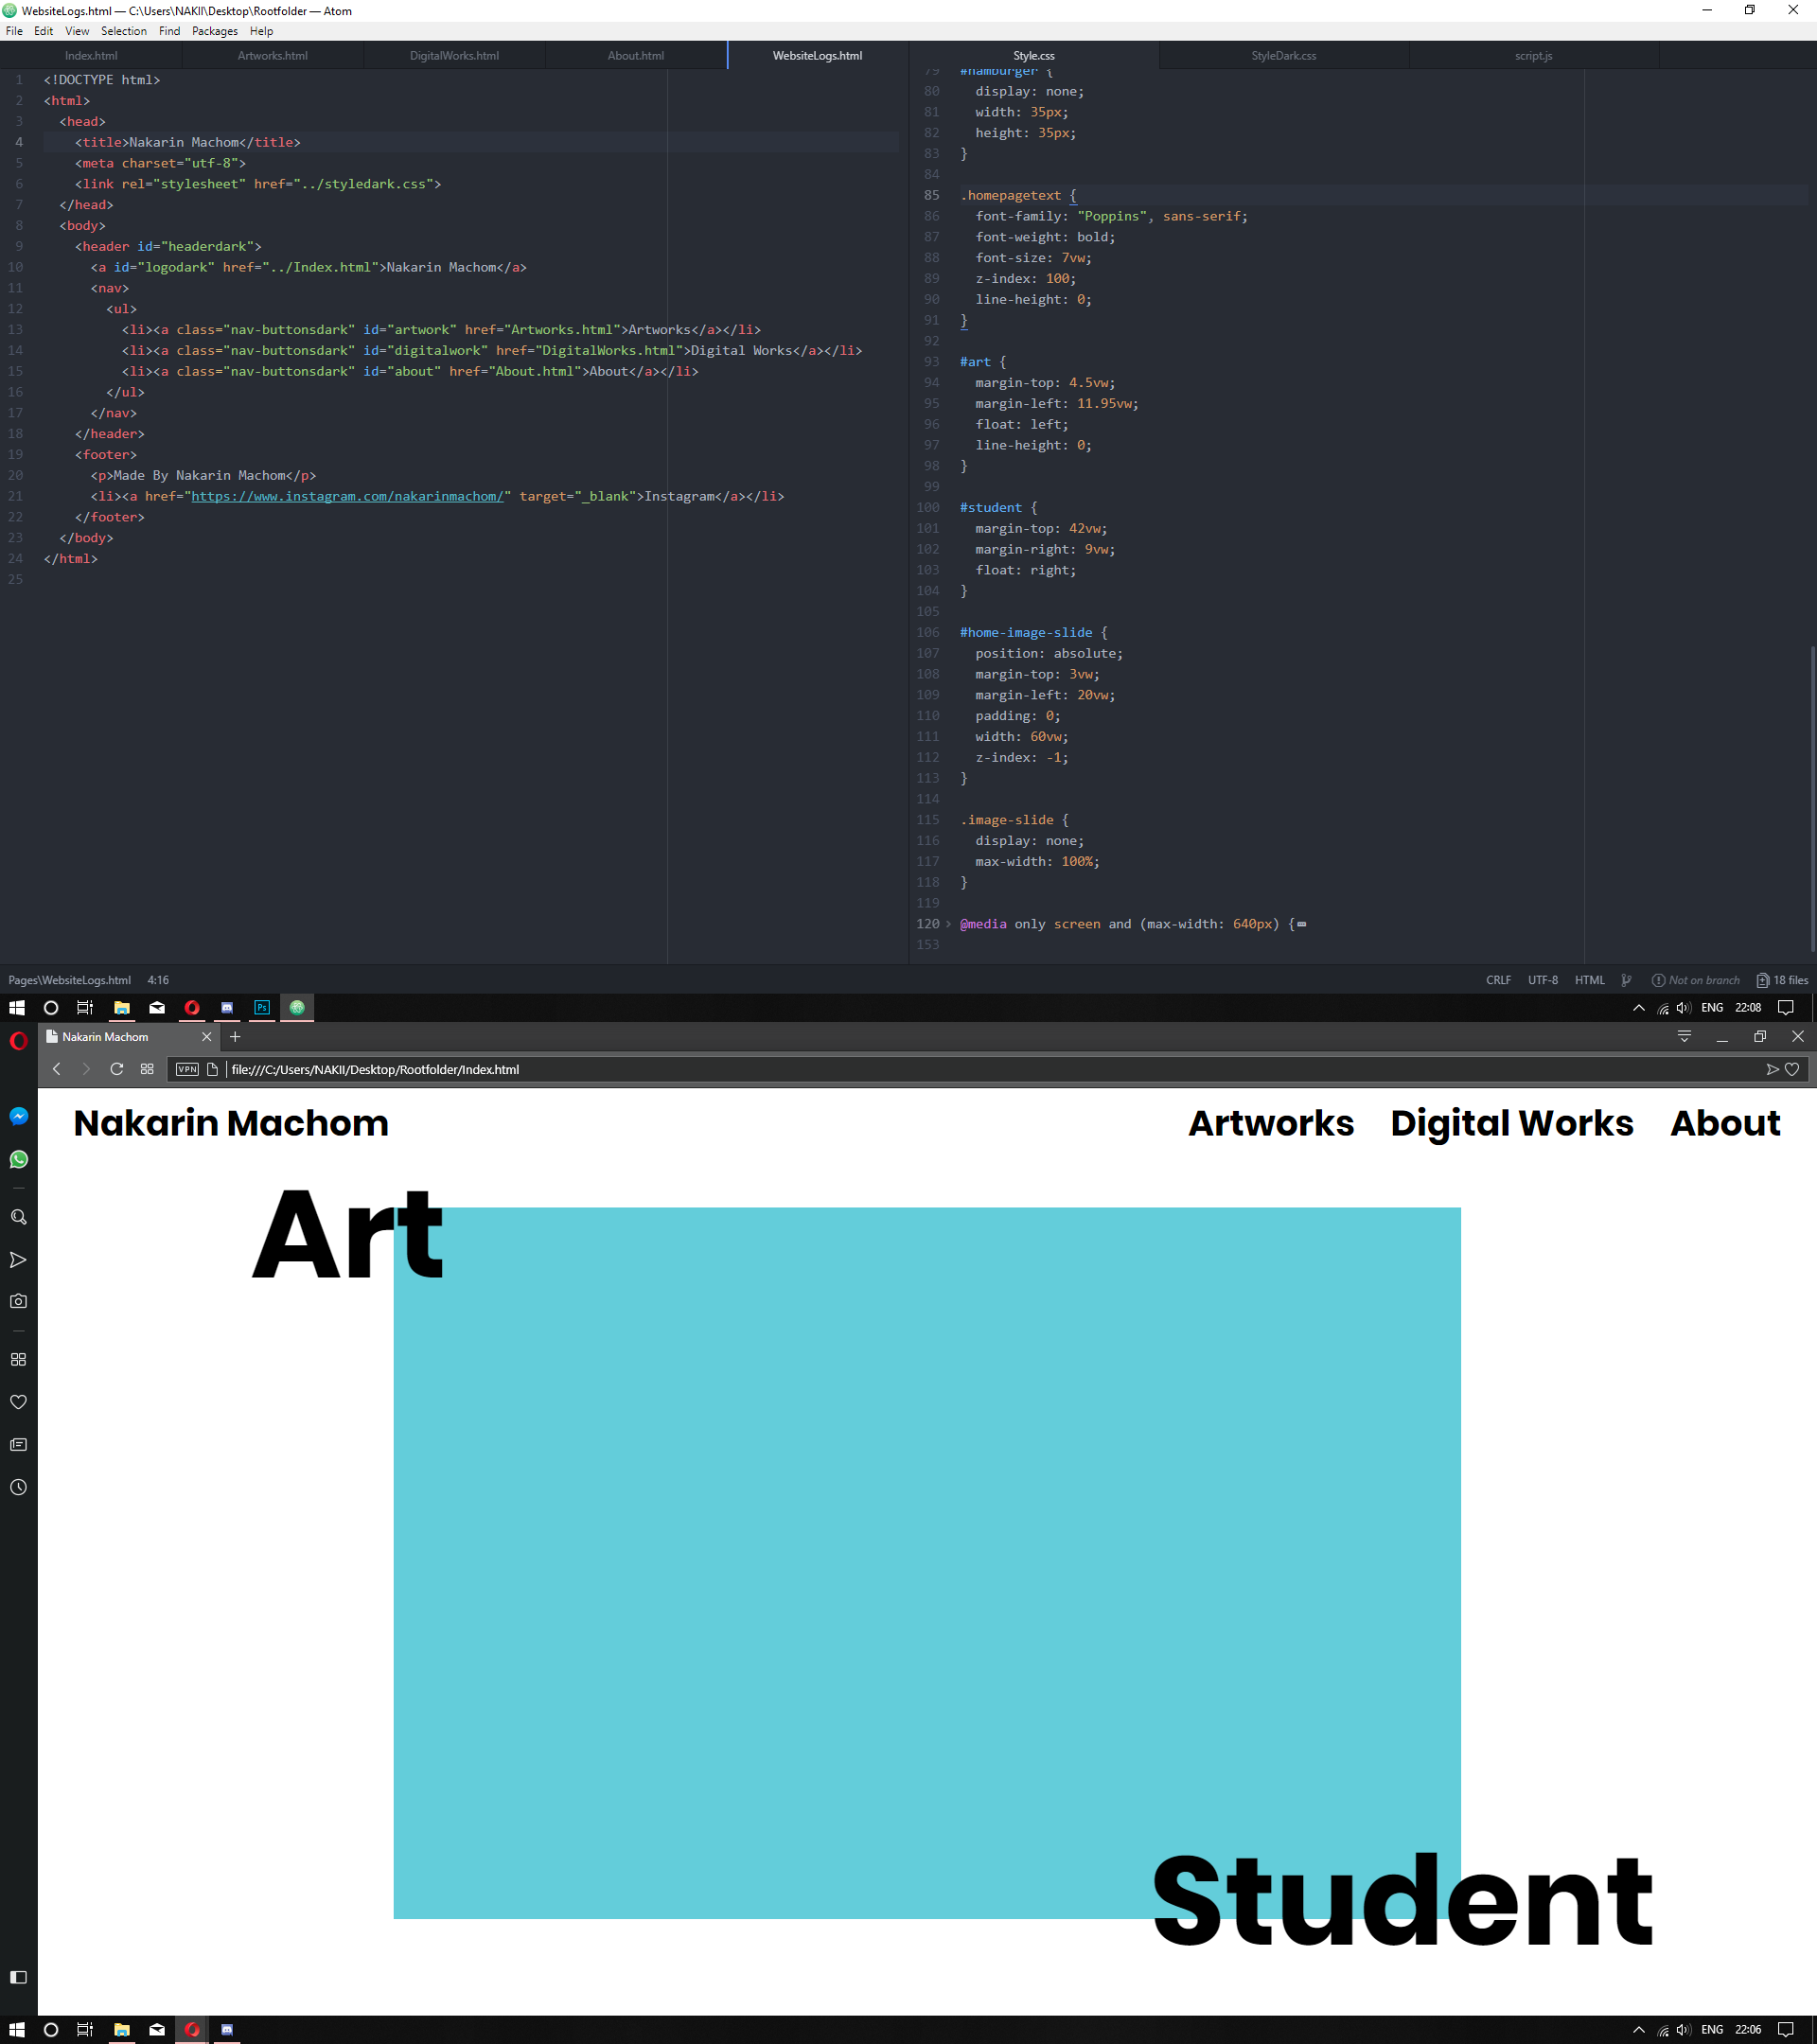 WebsiteLogs.html — C:\Users\NAKII\Desktop\Rootfolder — Atom
File Edit View Selection Find Packages Help
Index.html Artworks.html DigitalWorks.html About.html WebsiteLogs.html
1 <!DOCTYPE html>
2 <html>
3 <head>
4 <title>Nakarin Machom</title>
5 <meta charset="utf-8">
6 <link rel="stylesheet" href="../styledark.css">
7 </head>
8 <body>
9 <header id="headerdark">
10 <a id="logodark" href="../Index.html">Nakarin Machom</a>
11 <nav>
12 <ul>
13 <li><a class="nav-buttonsdark" id="artwork" href="Artworks.html">Artworks</a></li>
14 <li><a class="nav-buttonsdark" id="digitalwork" href="DigitalWorks.html">Digital Works</a></li>
15 <li><a class="nav-buttonsdark" id="about" href="About.html">About</a></li>
16 </ul>
17 </nav>
18 </header>
19 <footer>
20 <p>Made By Nakarin Machom</p>
21 <li><a href="https://www.instagram.com/nakarinmachom/" target="_blank">Instagram</a></li>
22 </footer>
23 </body>
24 </html>
25
Style.css StyleDark.css script.js
79 #hamburger {
80 display: none;
81 width: 35px;
82 height: 35px;
83 }
84
85 .homepagetext {
86 font-family: "Poppins", sans-serif;
87 font-weight: bold;
88 font-size: 7vw;
89 z-index: 100;
90 line-height: 0;
91 }
92
93 #art {
94 margin-top: 4.5vw;
95 margin-left: 11.95vw;
96 float: left;
97 line-height: 0;
98 }
99
100 #student {
101 margin-top: 42vw;
102 margin-right: 9vw;
103 float: right;
104 }
105
106 #home-image-slide {
107 position: absolute;
108 margin-top: 3vw;
109 margin-left: 20vw;
110 padding: 0;
111 width: 60vw;
112 z-index: -1;
113 }
114
115 .image-slide {
116 display: none;
117 max-width: 100%;
118 }
119
120 @media only screen and (max-width: 640px) {
153
Pages\WebsiteLogs.html 4:16 CRLF UTF-8 HTML Not on branch 18 files
Ps ENG 22:08
Nakarin Machom
VPN file:///C:/Users/NAKII/Desktop/Rootfolder/Index.html
Nakarin Machom Artworks Digital Works About
Art
Student
ENG 22:06